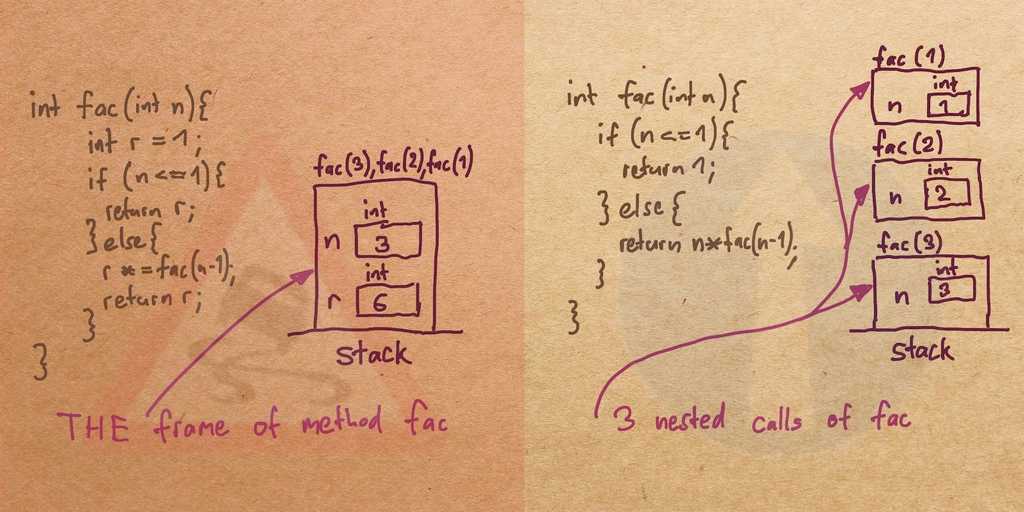 int fac(int n){
int r = 1;
if (n <= 1){
return r;
} else {
r *= fac(n-1);
return r;
}
}
fac(3), fac(2), fac(1)
int
n 3
int
r 6
stack
THE frame of method fac
int fac(int n){
if (n <= 1){
return 1;
} else {
return n*fac(n-1);
}
}
fac(1)
int
n 1
fac(2)
int
n 2
fac(3)
int
n 3
stack
3 nested calls of fac